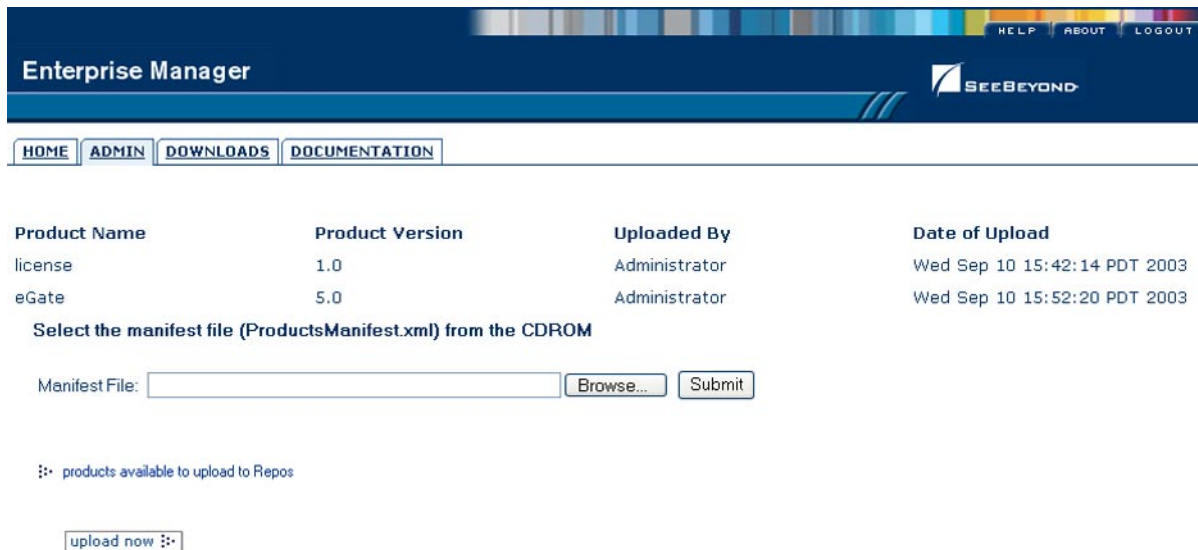 HELP ABOUT LOGOUT
Enterprise Manager
SEEBEYOND
HOME ADMIN DOWNLOADS DOCUMENTATION
Product Name Product Version Uploaded By Date of Upload
license 1.0 Administrator Wed Sep 10 15:42:14 PDT 2003
eGate 5.0 Administrator Wed Sep 10 15:52:20 PDT 2003
Select the manifest file (ProductsManifest.xml) from the CDROM
Manifest File: Browse... Submit
products available to upload to Repos
upload now